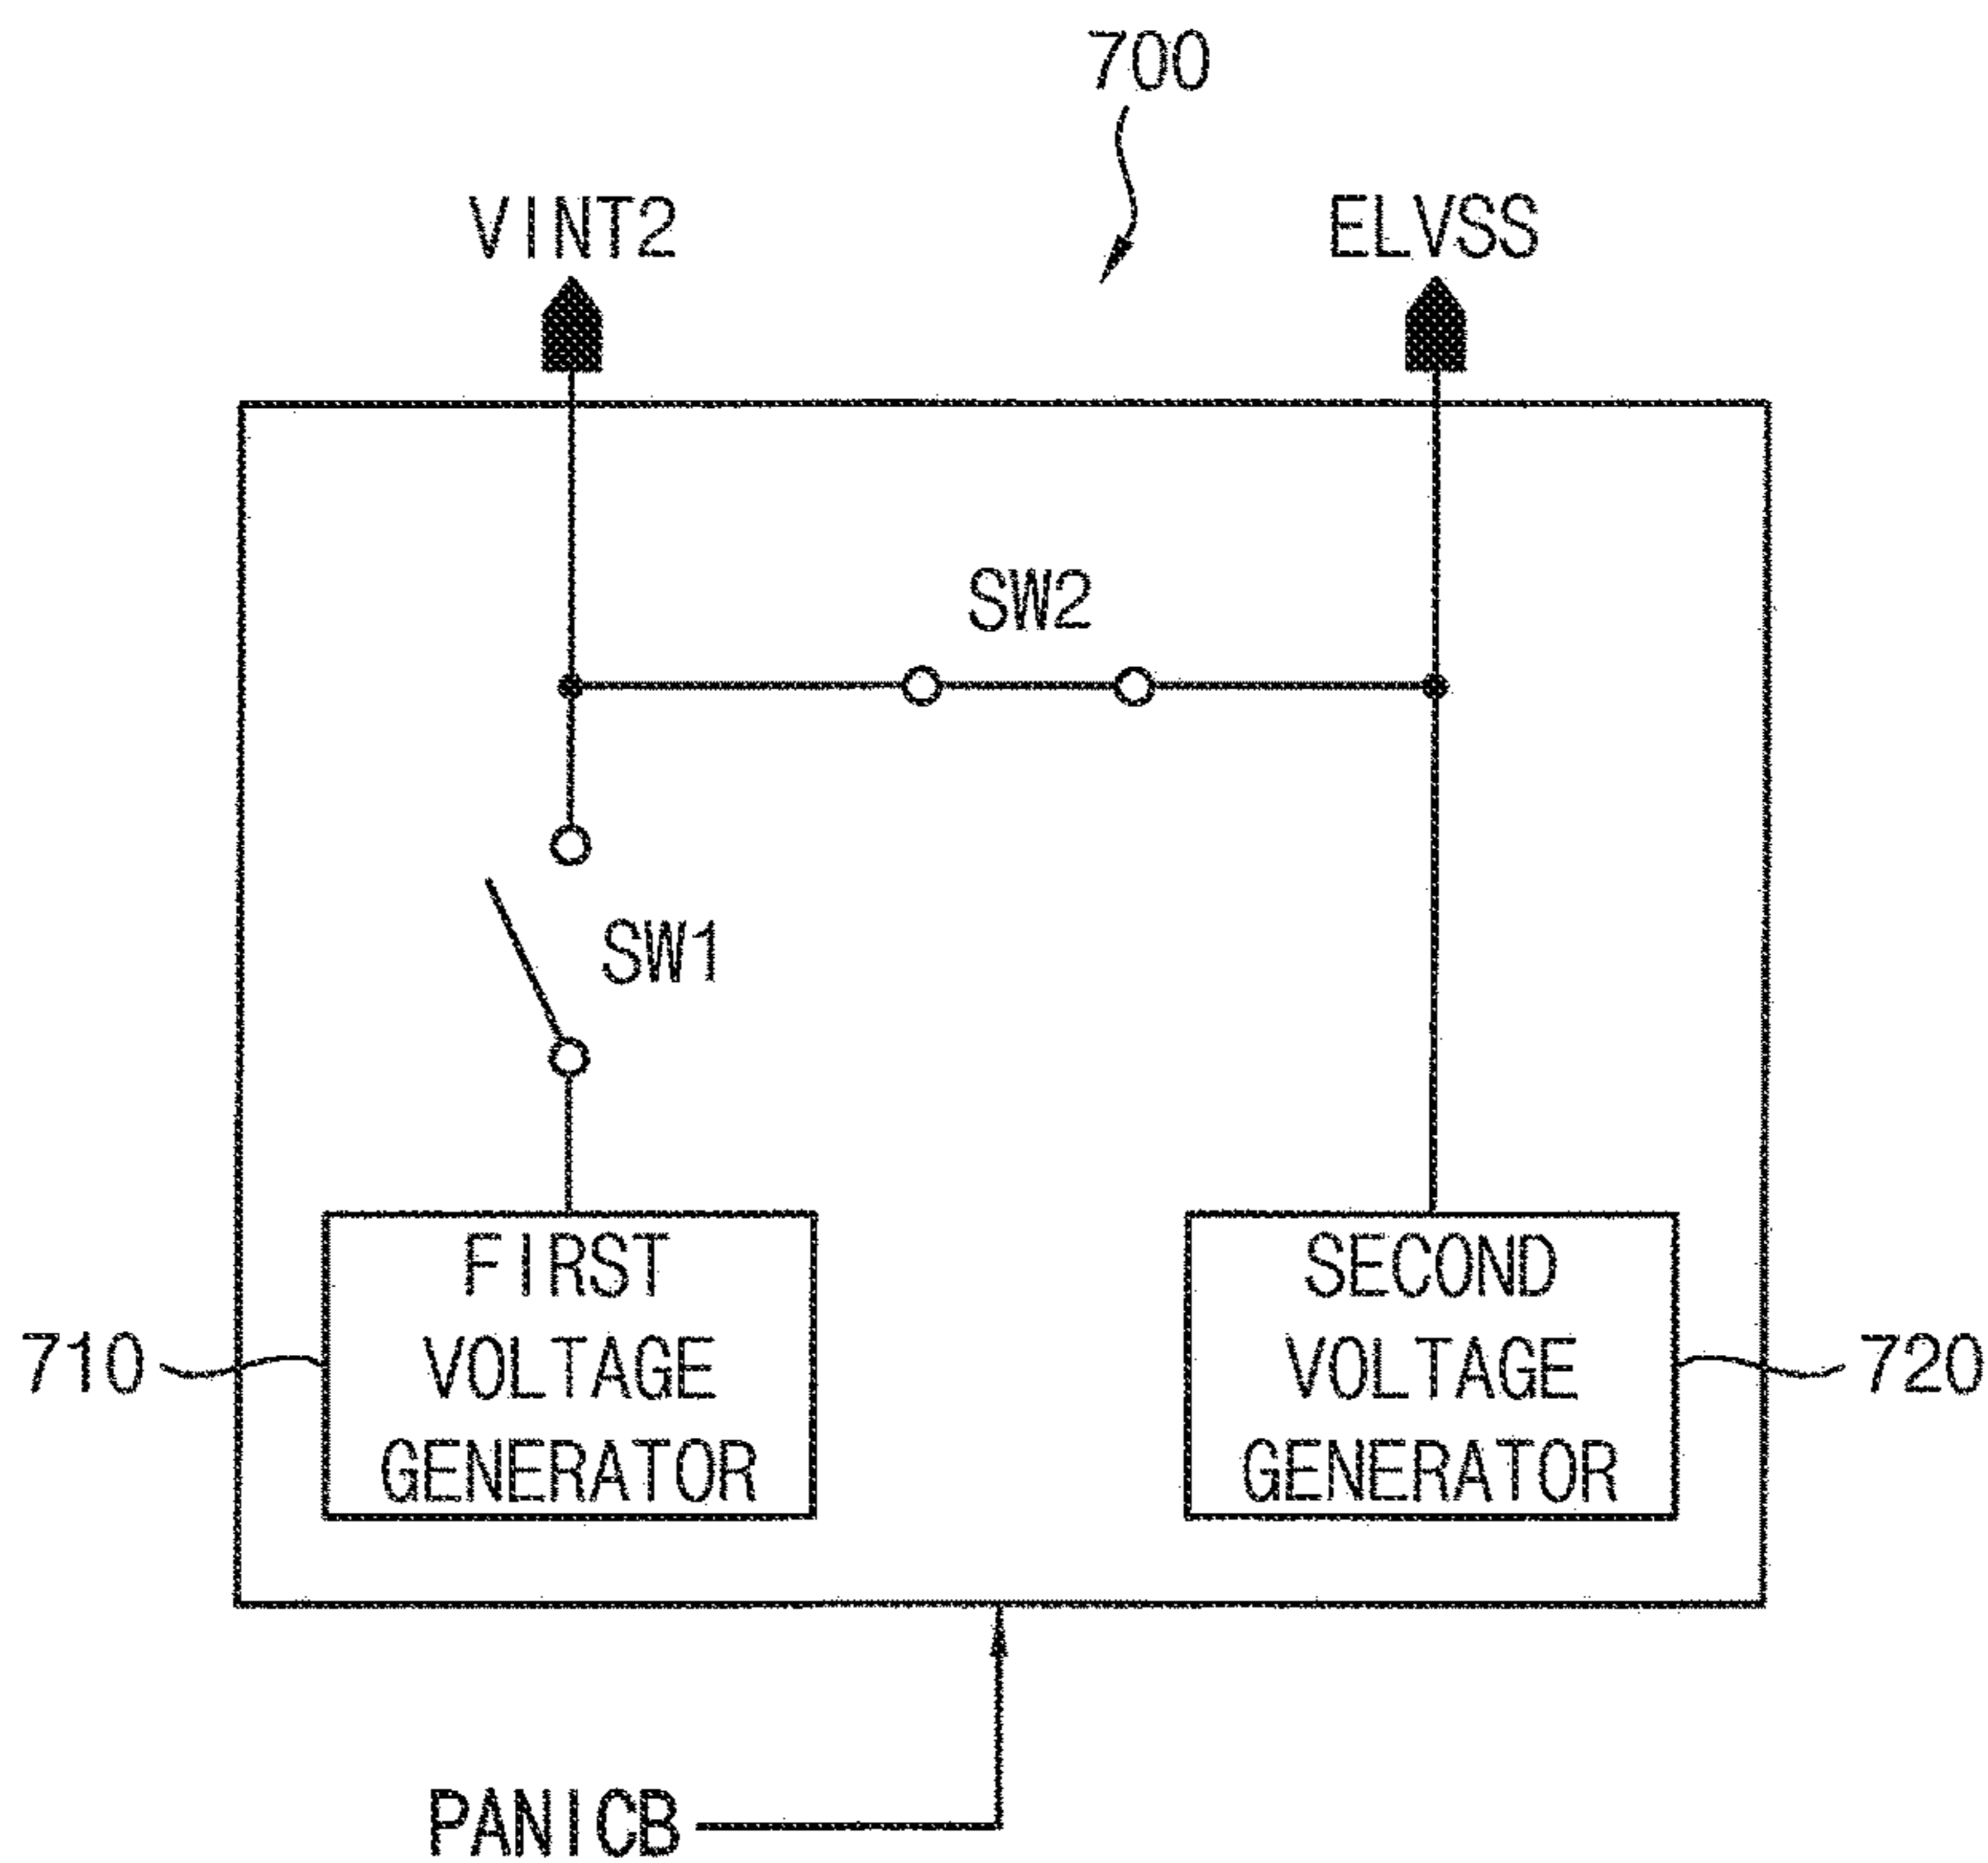 700
VINT2
ELVSS
SW2
SW1
FIRST
VOLTAGE
GENERATOR
SECOND
VOLTAGE
GENERATOR
710
720
PANICB